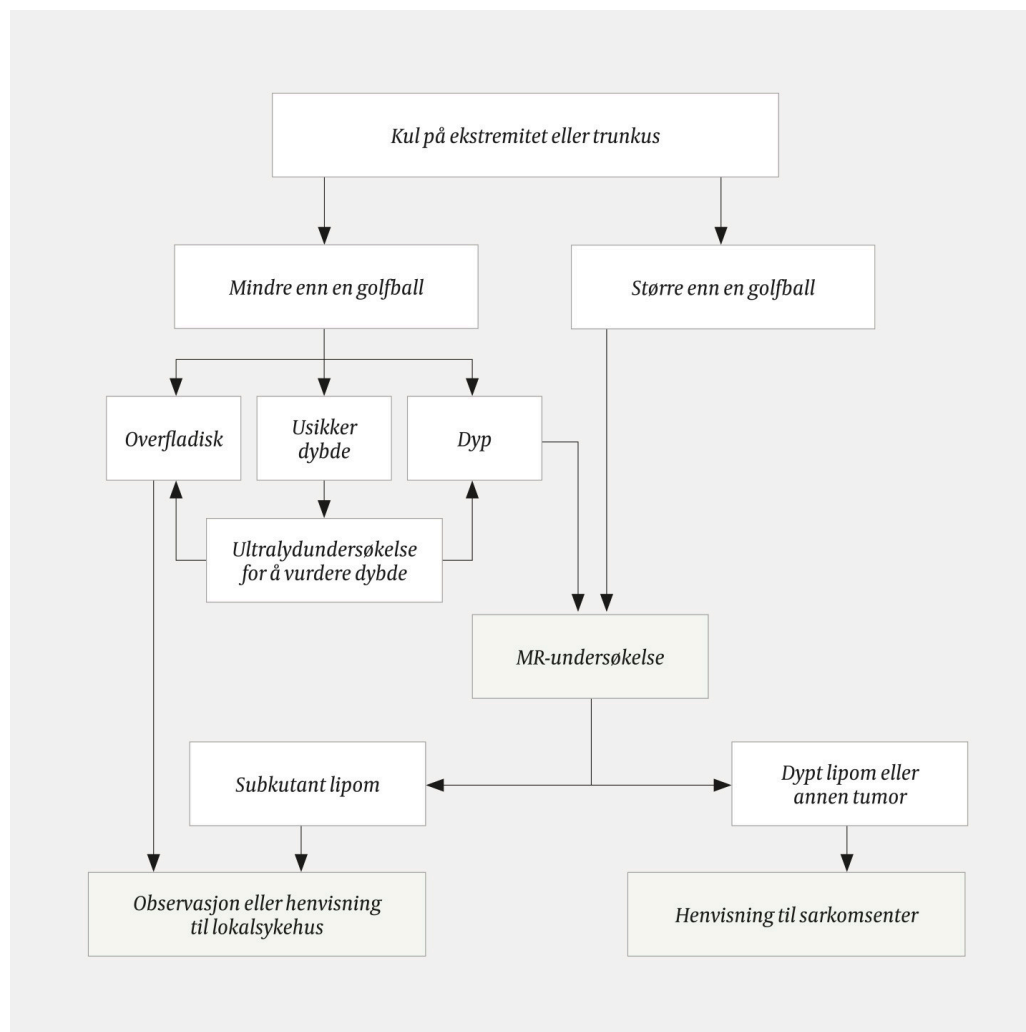 Kul på ekstremitet eller trunkus
Mindre enn en golfball
Større enn en golfball
Overfladisk
Usikker
dybde
Dyp
Ultralydundersøkelse
for å vurdere dybde
MR-undersøkelse
Subkutant lipom
Dypt lipom eller
annen tumor
Observasjon eller henvisning
til lokalsykehus
Henvisning til sarkomsenter